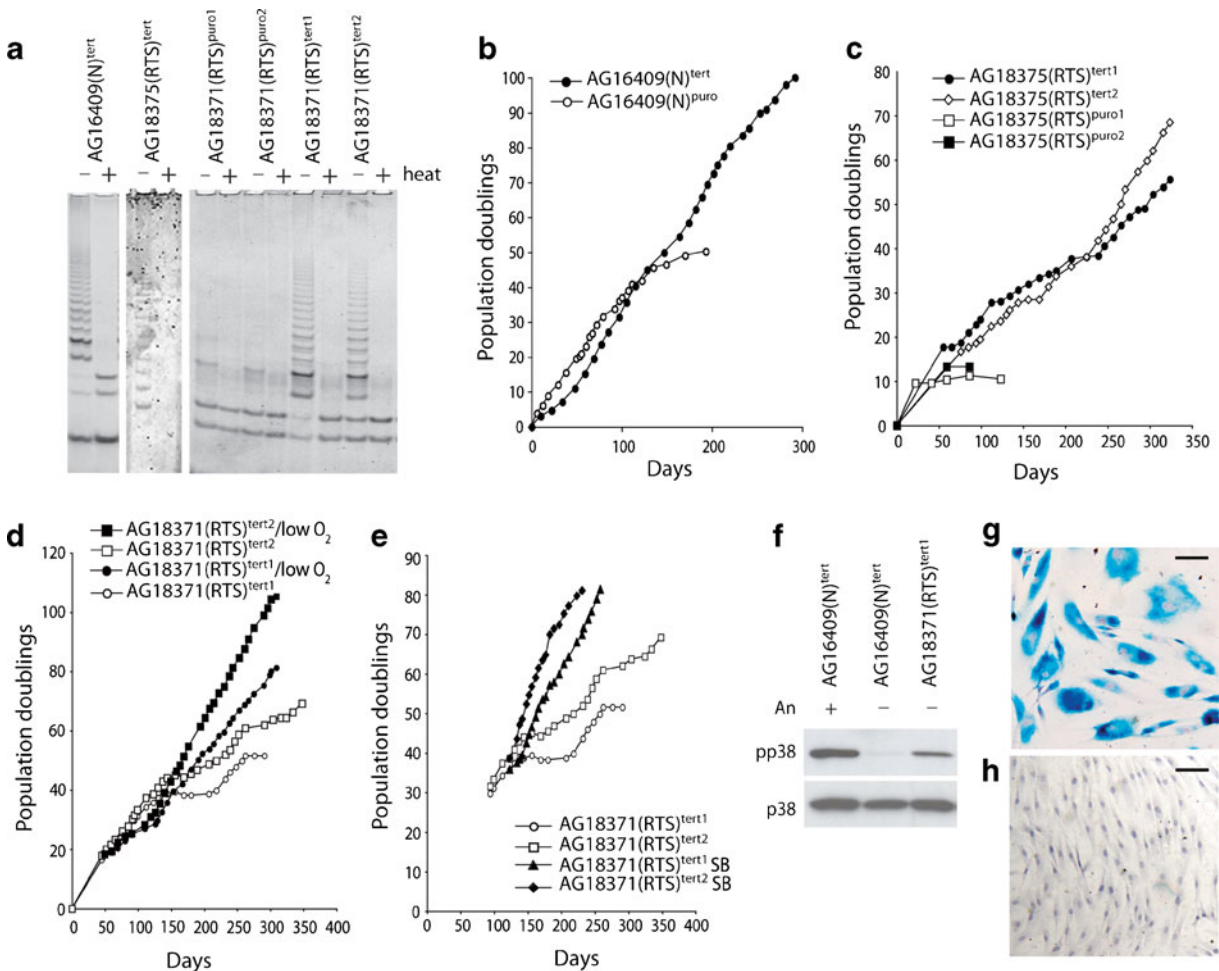 a
AG16409(N)tert
AG18375(RTS)tert
AG18371(RTS)puro1
AG18371(RTS)puro2
AG18371(RTS)tert1
AG18371(RTS)tert2
− + − + − + − + − + − + heat
b
AG16409(N)tert
AG16409(N)puro
Population doublings
100
90
80
70
60
50
40
30
20
10
0
0 100 200 300
Days
c
AG18375(RTS)tert1
AG18375(RTS)tert2
AG18375(RTS)puro1
AG18375(RTS)puro2
Population doublings
80
70
60
50
40
30
20
10
0
0 50 100 150 200 250 300 350
Days
d
AG18371(RTS)tert2/low O2
AG18371(RTS)tert2
AG18371(RTS)tert1/low O2
AG18371(RTS)tert1
Population doublings
120
100
80
60
40
20
0
0 50 100 150 200 250 300 350 400
Days
e
Population doublings
90
80
70
60
50
40
30
20
10
0
AG18371(RTS)tert1
AG18371(RTS)tert2
AG18371(RTS)tert1 SB
AG18371(RTS)tert2 SB
0 50 100 150 200 250 300 350 400
Days
f
AG16409(N)tert
AG16409(N)tert
AG18371(RTS)tert1
An + − −
pp38
p38
g
h